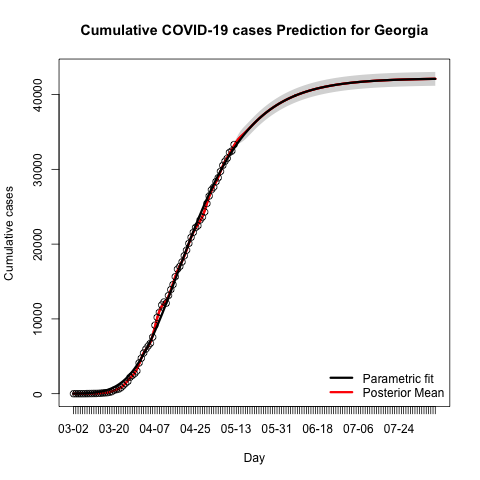 Cumulative COVID-19 cases Prediction for Georgia
Cumulative cases
40000
30000
20000
10000
0
Parametric fit
Posterior Mean
03-02 03-20 04-07 04-25 05-13 05-31 06-18 07-06 07-24
Day